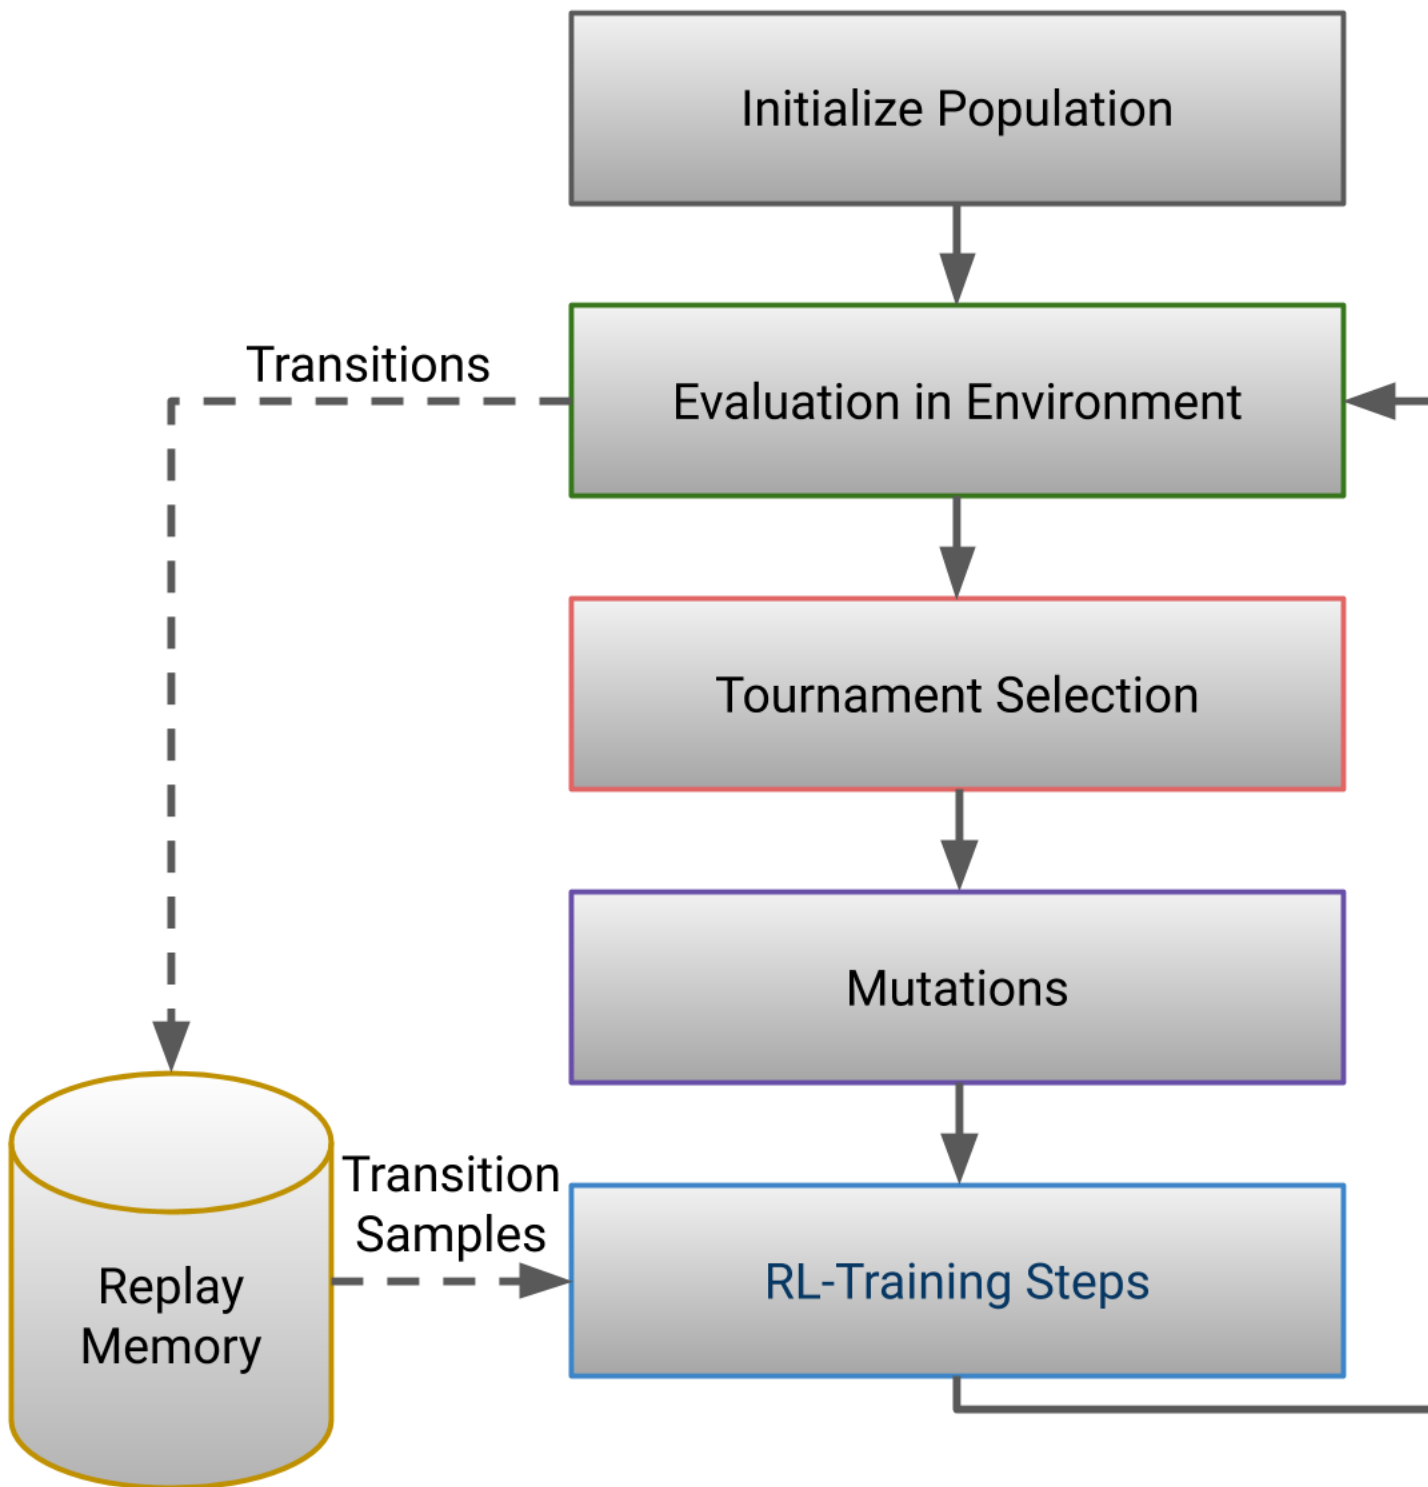 Initialize Population
Transitions
Evaluation in Environment
Tournament Selection
Mutations
Transition
Samples
Replay
Memory
RL-Training Steps